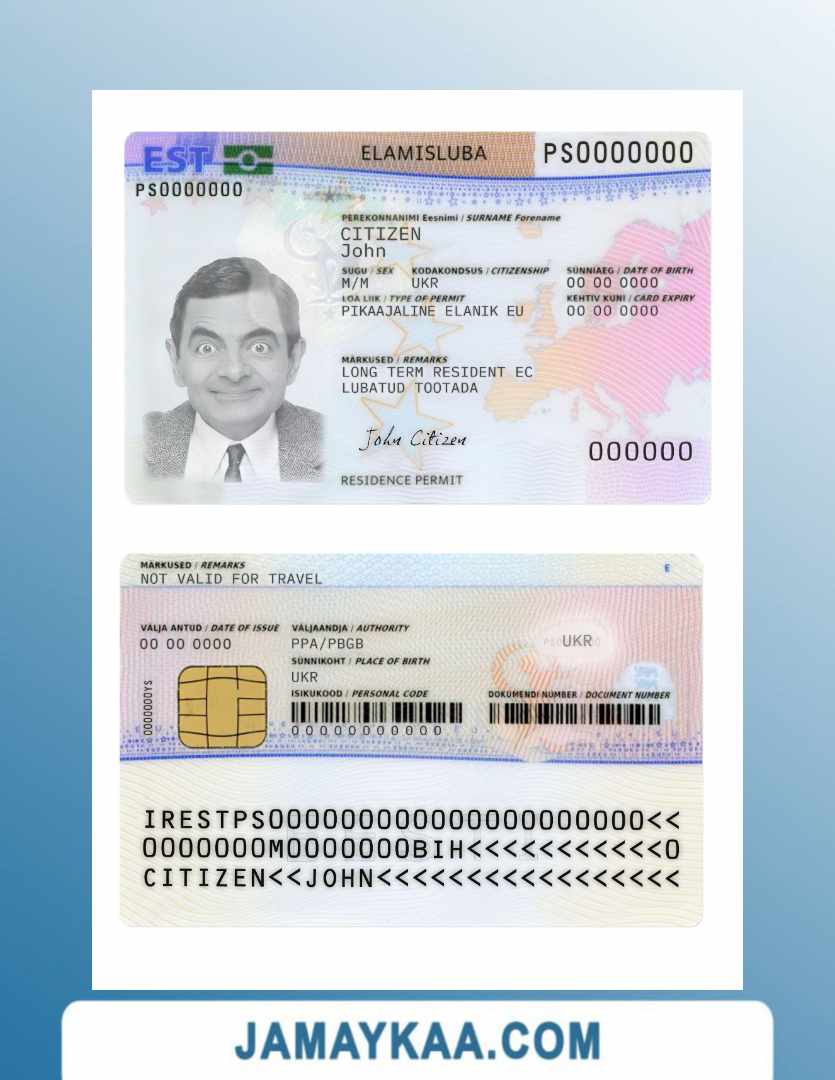 EST
ELAMISLUBA
PS0000000
PS0000000
PEREKONNANIMI Eesnimi / SURNAME Forename
CITIZEN
John
SUGU / SEX KODAKONDSUS / CITIZENSHIP SÜNNIAEG / DATE OF BIRTH
M/M UKR 00 00 0000
LOA LIIK / TYPE OF PERMIT KEHTIV KUNI / CARD EXPIRY
PIKAAJALINE ELANIK EU 00 00 0000
MÄRKUSED / REMARKS
LONG TERM RESIDENT EC
LUBATUD TÖÖTADA
John Citizen
000000
RESIDENCE PERMIT
MÄRKUSED / REMARKS
E
NOT VALID FOR TRAVEL
VÄLJA ANTUD / DATE OF ISSUE VÄLJAANDJA / AUTHORITY
00 00 0000 PPA/PBGB UKR
SÜNNIKOHT / PLACE OF BIRTH
UKR
ISIKUKOOD / PERSONAL CODE DOKUMENDI NUMBER / DOCUMENT NUMBER
00000000000
IRESTPS00000000000000000000000<<
0000000M0000000BIH<<<<<<<<<<<0
CITIZEN<<JOHN<<<<<<<<<<<<<<<<<
JAMAYKAA.COM